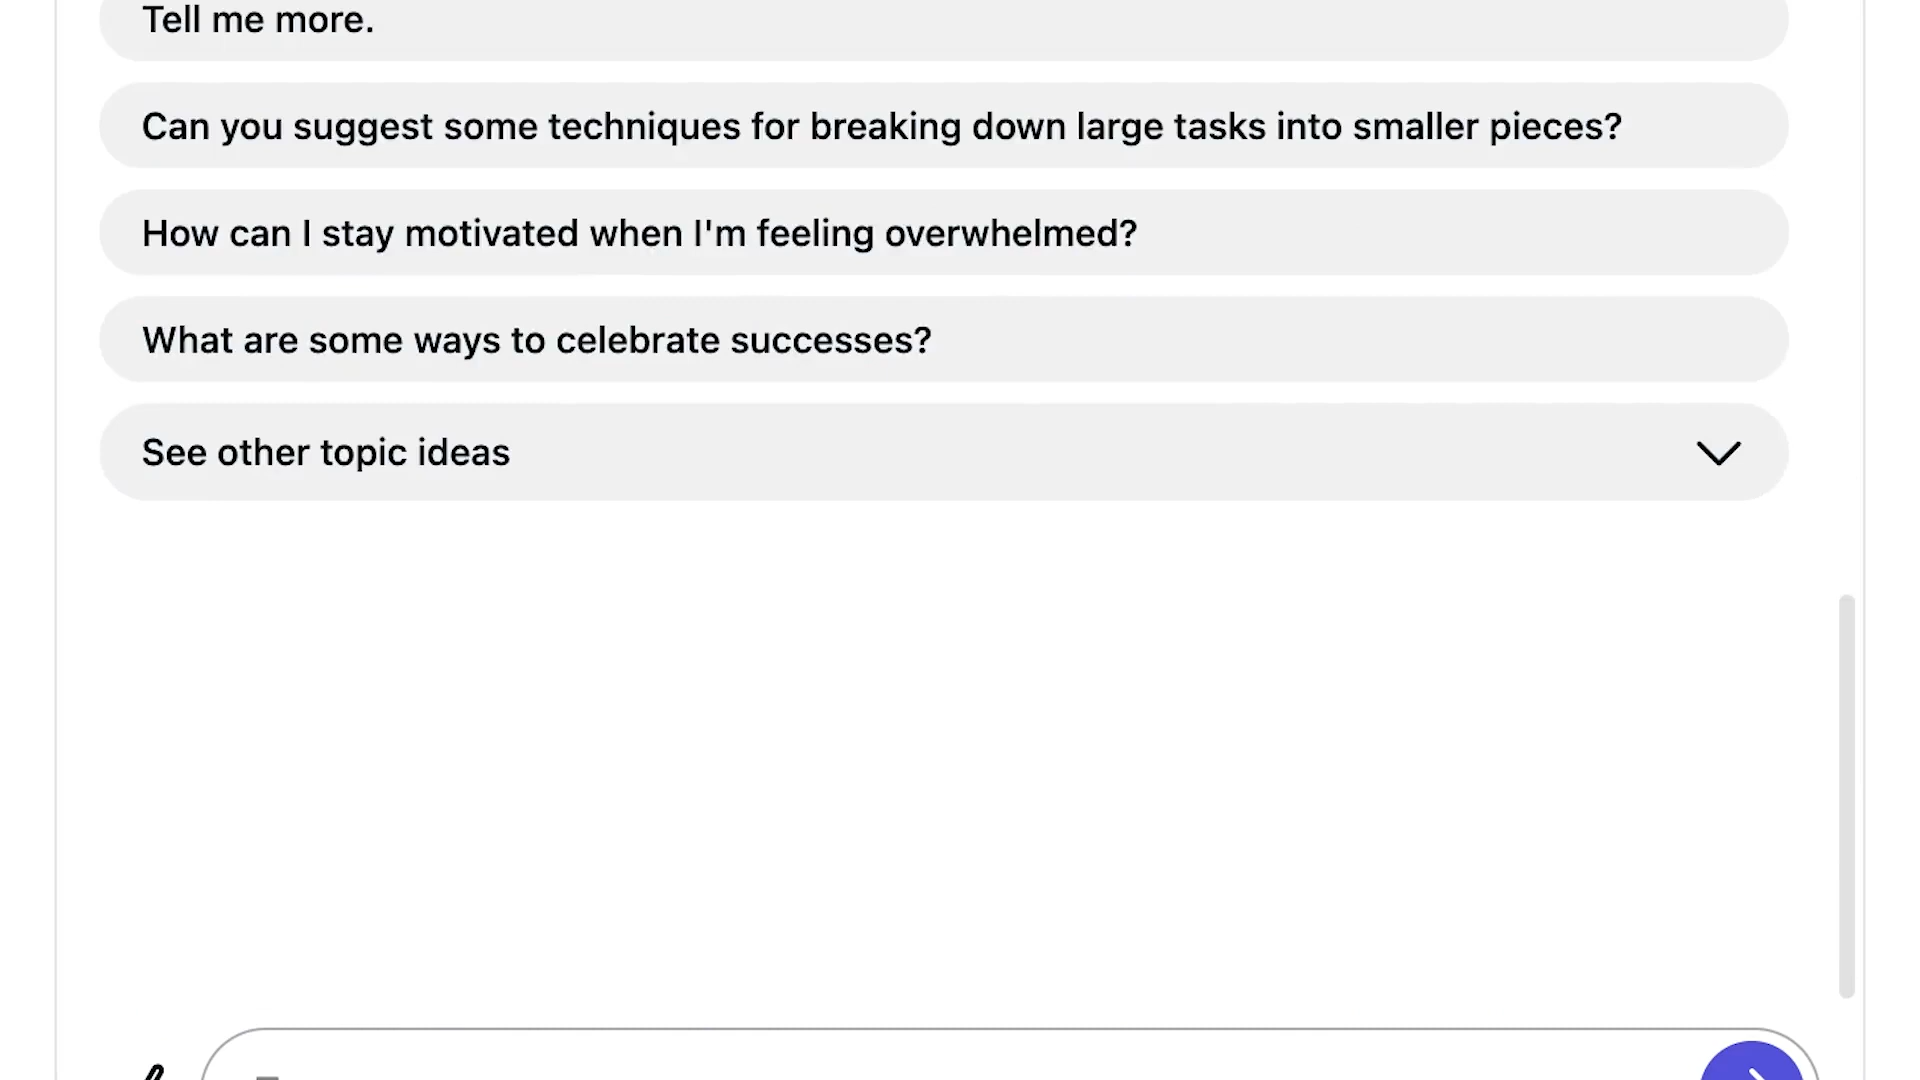 Tell me more.
Can you suggest some techniques for breaking down large tasks into smaller pieces?
How can I stay motivated when I'm feeling overwhelmed?
What are some ways to celebrate successes?
See other topic ideas